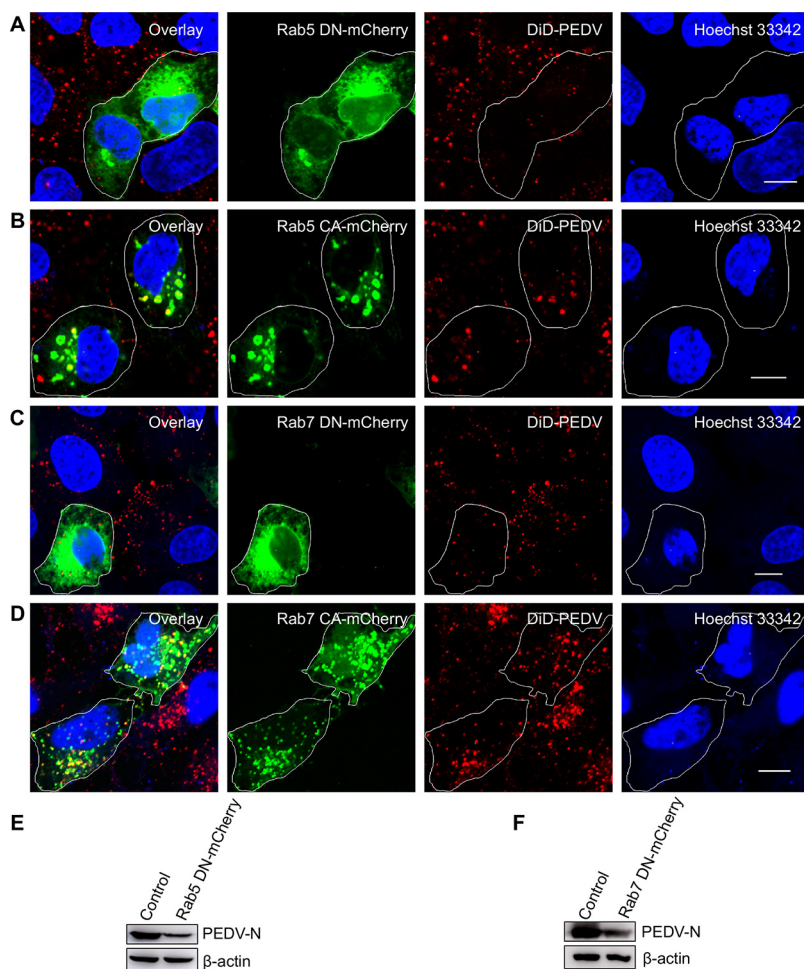 A
Overlay
Rab5 DN-mCherry
DiD-PEDV
Hoechst 33342
B
Overlay
Rab5 CA-mCherry
DiD-PEDV
Hoechst 33342
C
Overlay
Rab7 DN-mCherry
DiD-PEDV
Hoechst 33342
D
Overlay
Rab7 CA-mCherry
DiD-PEDV
Hoechst 33342
E
Control
Rab5 DN-mCherry
PEDV-N
β-actin
F
Control
Rab7 DN-mCherry
PEDV-N
β-actin